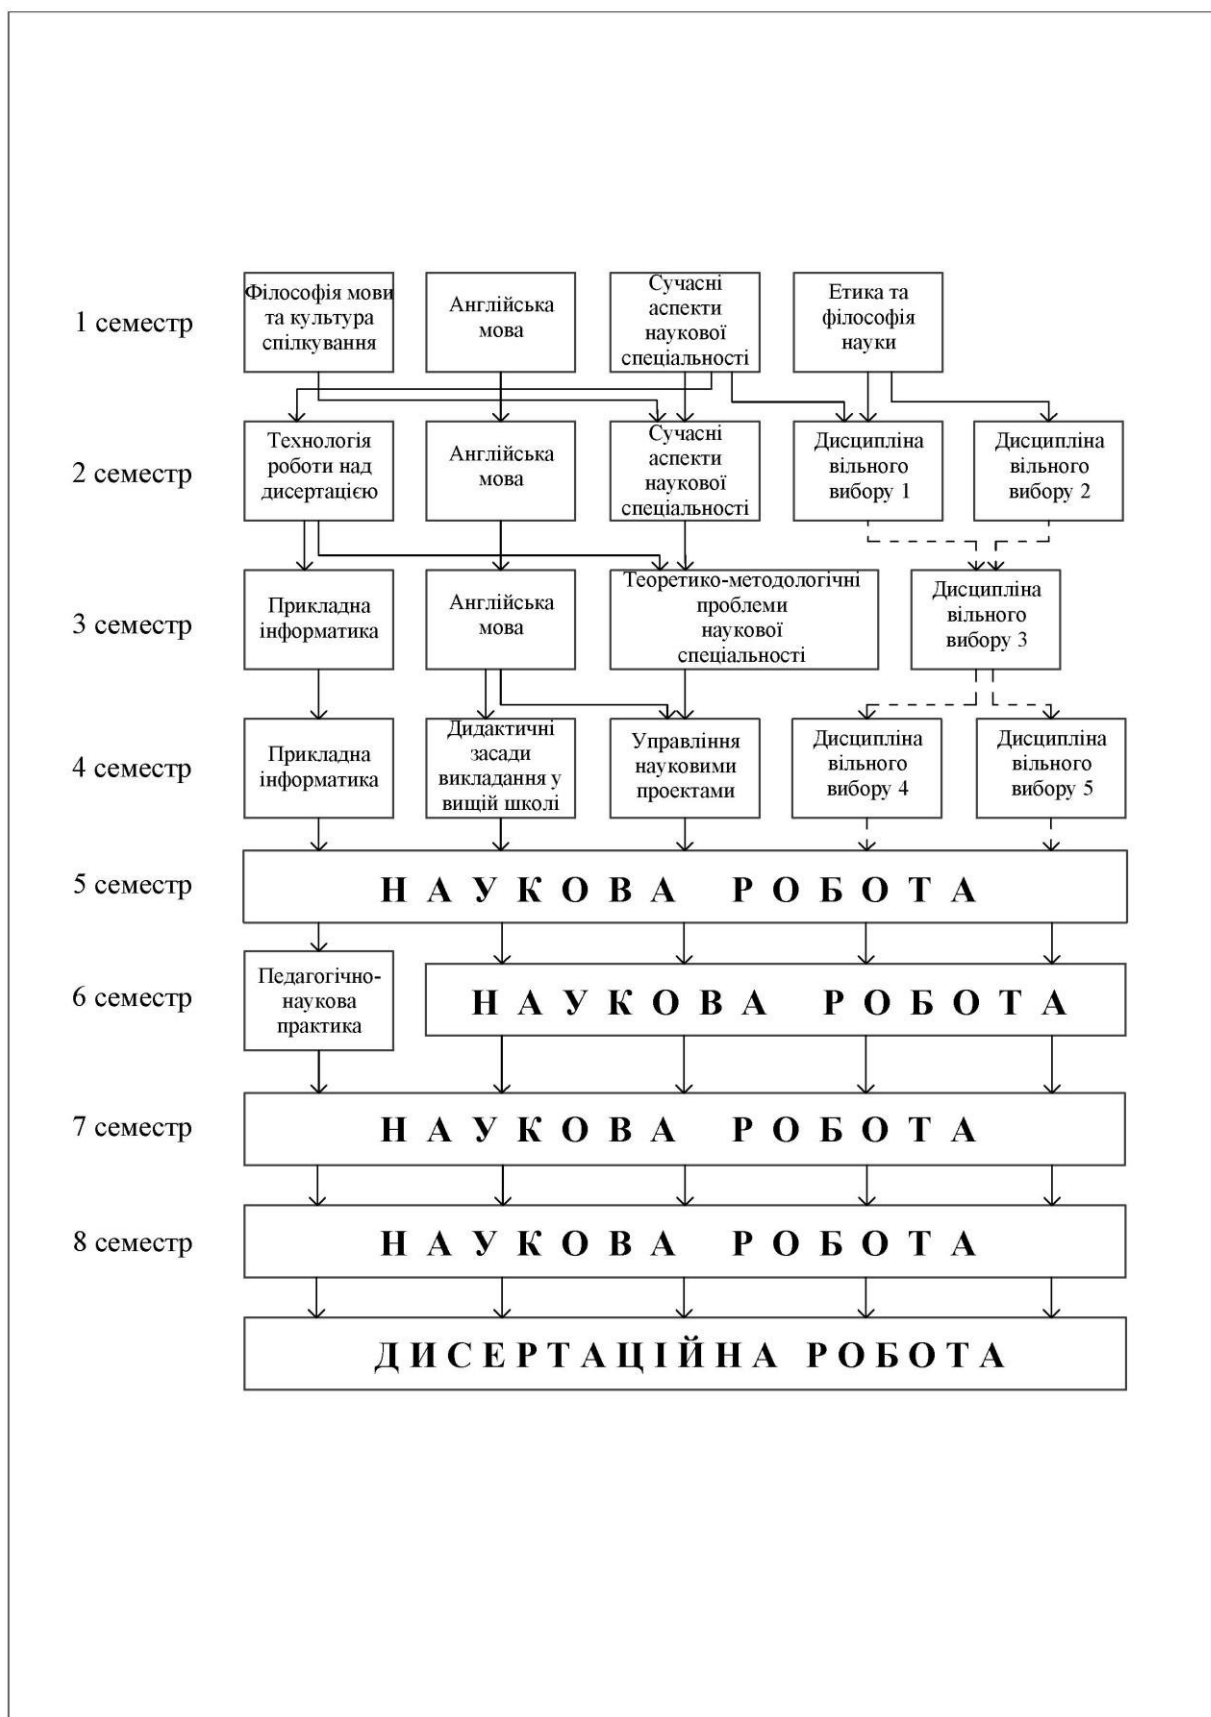 1 семестр
Філософія мови
та культура
спілкування
Англійська
мова
Сучасні
аспекти
наукової
спеціальності
Етика та
філософія
науки
2 семестр
Технологія
роботи над
дисертацією
Англійська
мова
Сучасні
аспекти
наукової
спеціальності
Дисципліна
вільного
вибору 1
Дисципліна
вільного
вибору 2
3 семестр
Прикладна
інформатика
Англійська
мова
Теоретико-методологічні
проблеми
наукової
спеціальності
Дисципліна
вільного
вибору 3
4 семестр
Прикладна
інформатика
Дидактичні
засади
викладання у
вищій школі
Управління
науковими
проектами
Дисципліна
вільного
вибору 4
Дисципліна
вільного
вибору 5
5 семестр
НАУКОВА РОБОТА
6 семестр
Педагогічно-
наукова
практика
НАУКОВА РОБОТА
7 семестр
НАУКОВА РОБОТА
8 семестр
НАУКОВА РОБОТА
ДИСЕРТАЦІЙНА РОБОТА